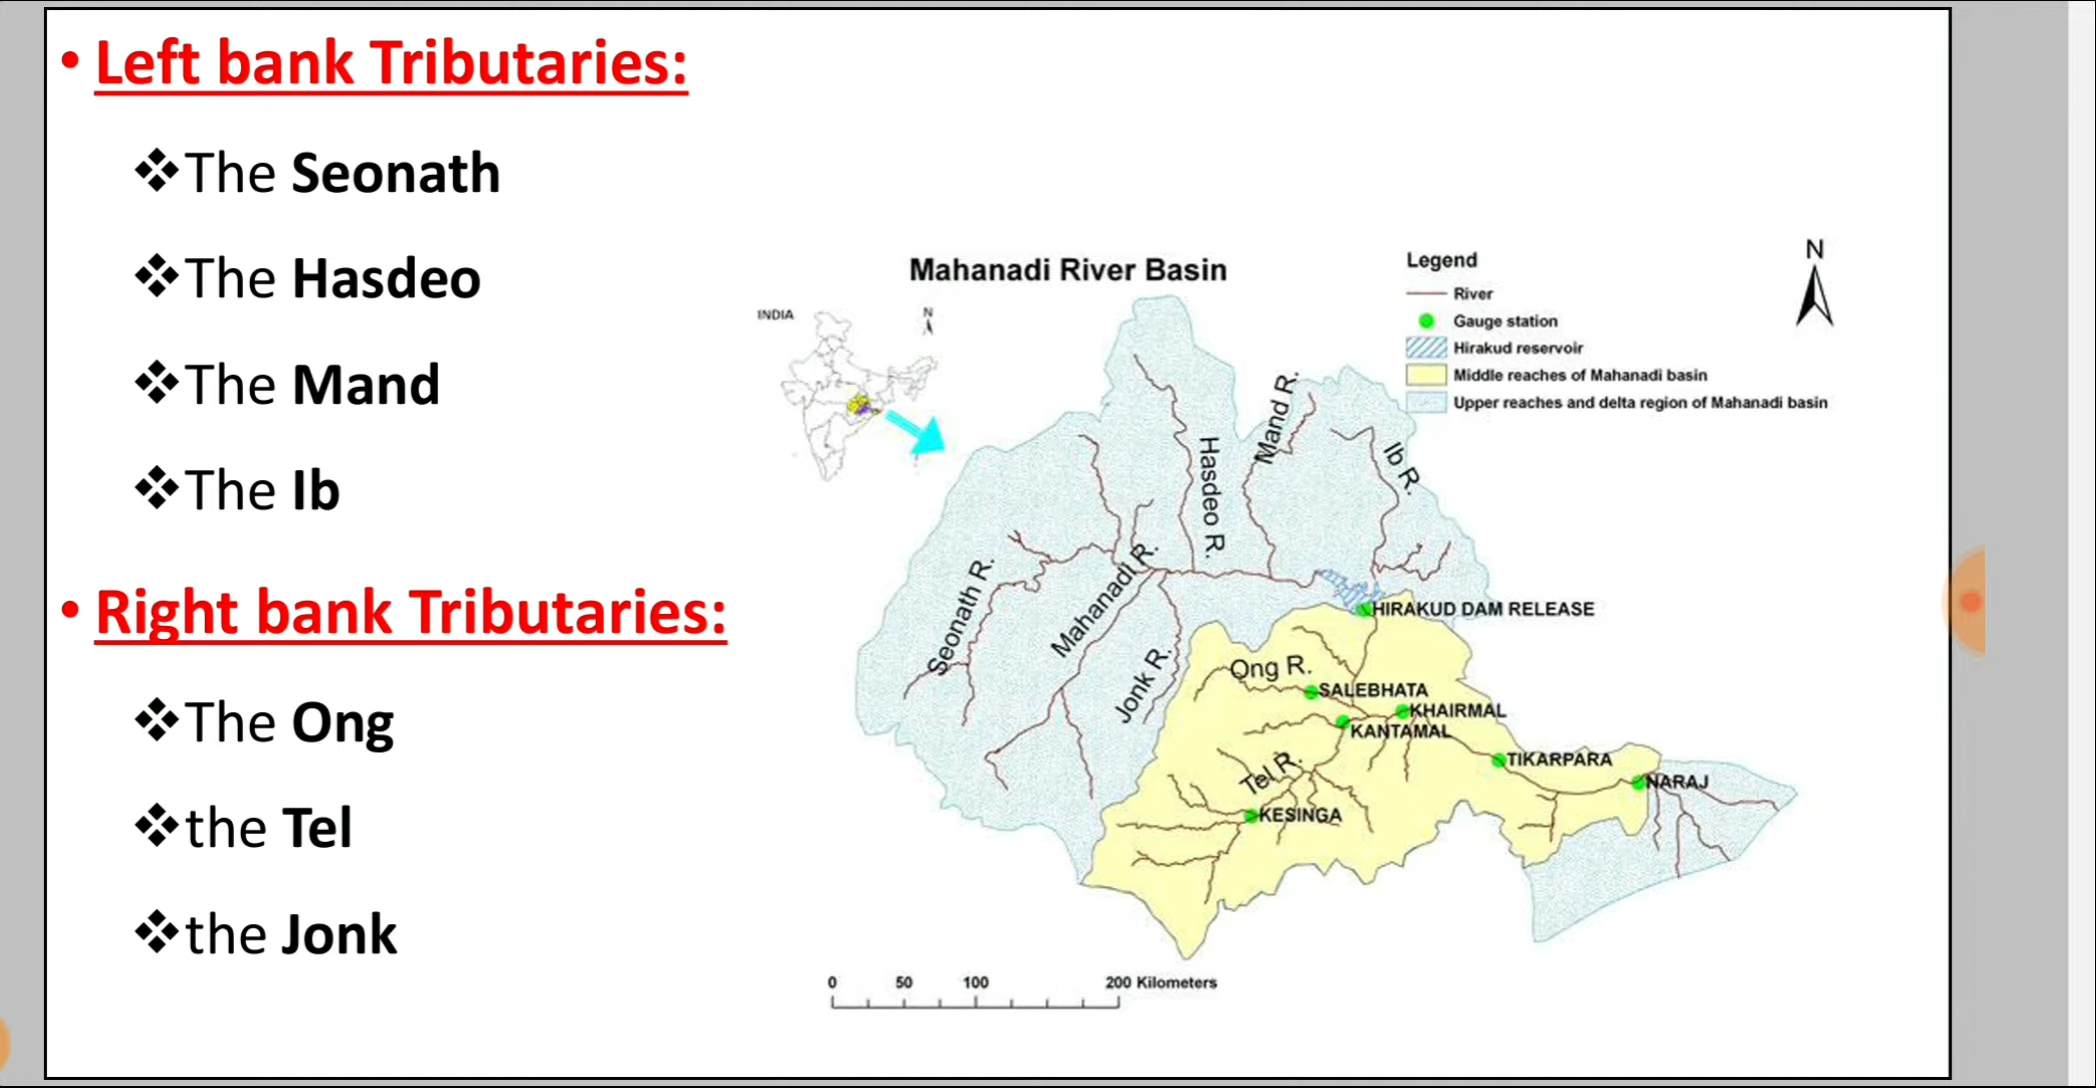 • Left bank Tributaries:
❖The Seonath
❖The Hasdeo
❖The Mand
❖The Ib
• Right bank Tributaries:
❖The Ong
❖the Tel
❖the Jonk
Mahanadi River Basin
INDIA
N
Legend
River
Gauge station
Hirakud reservoir
Middle reaches of Mahanadi basin
Upper reaches and delta region of Mahanadi basin
N
Hasdeo R.
Mand R.
Ib R.
Seonath R.
Mahanadi R.
Jonk R.
HIRAKUD DAM RELEASE
Ong R.
SALEBHATA
KHAIRMAL
KANTAMAL
Tel R.
TIKARPARA
NARAJ
KESINGA
0 50 100 200 Kilometers